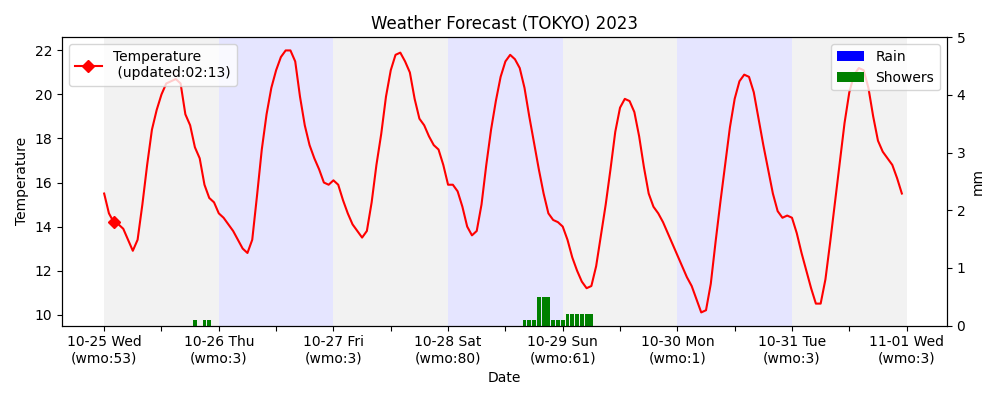 Weather Forecast (TOKYO) 2023
Temperature
(updated:02:13)
Rain
Showers
22
20
18
16
14
12
10
Temperature
5
4
3
2
1
0
mm
10-25 Wed
(wmo:53)
10-26 Thu
(wmo:3)
10-27 Fri
(wmo:3)
10-28 Sat
(wmo:80)
10-29 Sun
(wmo:61)
10-30 Mon
(wmo:1)
10-31 Tue
(wmo:3)
11-01 Wed
(wmo:3)
Date